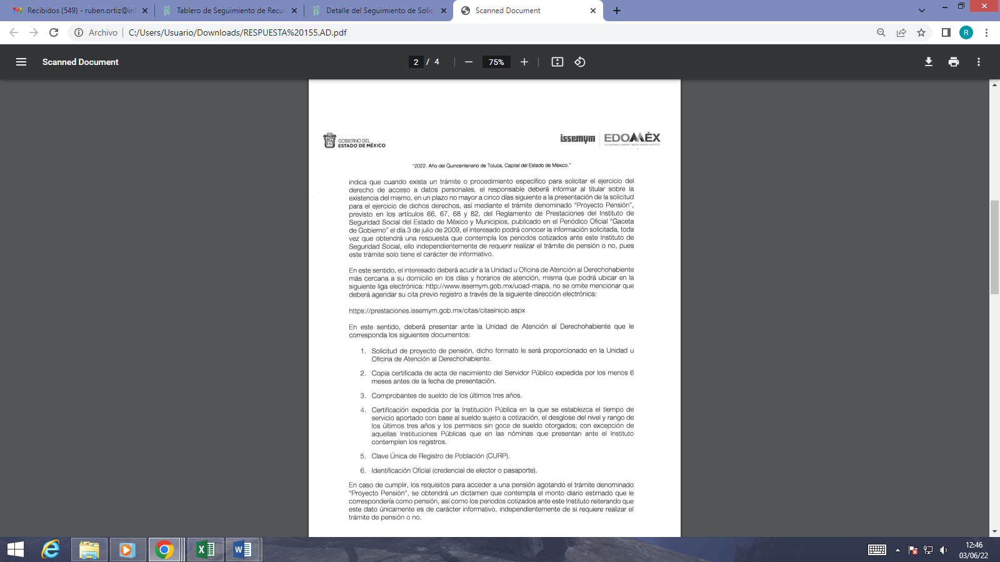 Recibidos (549) - ruben.ortiz@inf
Tablero de Seguimiento de Recur
Detalle del Seguimiento de Solici
Scanned Document
Archivo
C:/Users/Usuario/Downloads/RESPUESTA%20155.AD.pdf
R
Scanned Document
2 / 4
75%
GOBIERNO DEL
ESTADO DE MÉXICO
issemym
EDOMÉX
DECISIONES FIRMES, RESULTADOS FUERTES.
"2022. Año del Quincentenario de Toluca, Capital del Estado de México."
indica que cuando exista un trámite o procedimiento específico para solicitar el ejercicio del
derecho de acceso a datos personales, el responsable deberá informar al titular sobre la
existencia del mismo, en un plazo no mayor a cinco días siguiente a la presentación de la solicitud
para el ejercicio de dichos derechos, así mediante el trámite denominado "Proyecto Pensión",
previsto en los artículos 66, 67, 68 y 82, del Reglamento de Prestaciones del Instituto de
Seguridad Social del Estado de México y Municipios, publicado en el Periódico Oficial "Gaceta
de Gobierno" el día 3 de julio de 2009, el interesado podrá conocer la información solicitada, toda
vez que obtendrá una respuesta que contempla los periodos cotizados ante este Instituto de
Seguridad Social, ello independientemente de requerir realizar el trámite de pensión o no, pues
este trámite solo tiene el carácter de informativo.
En este sentido, el interesado deberá acudir a la Unidad u Oficina de Atención al Derechohabiente
más cercana a su domicilio en los días y horarios de atención, misma que podrá ubicar en la
siguiente liga electrónica: http://www.issemym.gob.mx/uoad-mapa, no se omite mencionar que
deberá agendar su cita previo registro a través de la siguiente dirección electrónica:
https://prestaciones.issemym.gob.mx/citas/citasinicio.aspx
En este sentido, deberá presentar ante la Unidad de Atención al Derechohabiente que le
corresponda los siguientes documentos:
1. Solicitud de proyecto de pensión, dicho formato le será proporcionado en la Unidad u
Oficina de Atención al Derechohabiente.
2. Copia certificada de acta de nacimiento del Servidor Público expedida por los menos 6
meses antes de la fecha de presentación.
3. Comprobantes de sueldo de los últimos tres años.
4. Certificación expedida por la Institución Pública en la que se establezca el tiempo de
servicio aportado con base al sueldo sujeto a cotización, el desglose del nivel y rango de
los últimos tres años y los permisos sin goce de sueldo otorgados; con excepción de
aquellas Instituciones Públicas que en las nóminas que presentan ante el Instituto
contemplen los registros.
5. Clave Única de Registro de Población (CURP).
6. Identificación Oficial (credencial de elector o pasaporte).
En caso de cumplir, los requisitos para acceder a una pensión agotando el trámite denominado
"Proyecto Pensión", se obtendrá un dictamen que contempla el monto diario estimado que le
correspondería como pensión, así como los periodos cotizados ante este Instituto reiterando que
este dato únicamente es de carácter informativo, independientemente de si requiere realizar el
trámite de pensión o no.
12:46
03/06/22